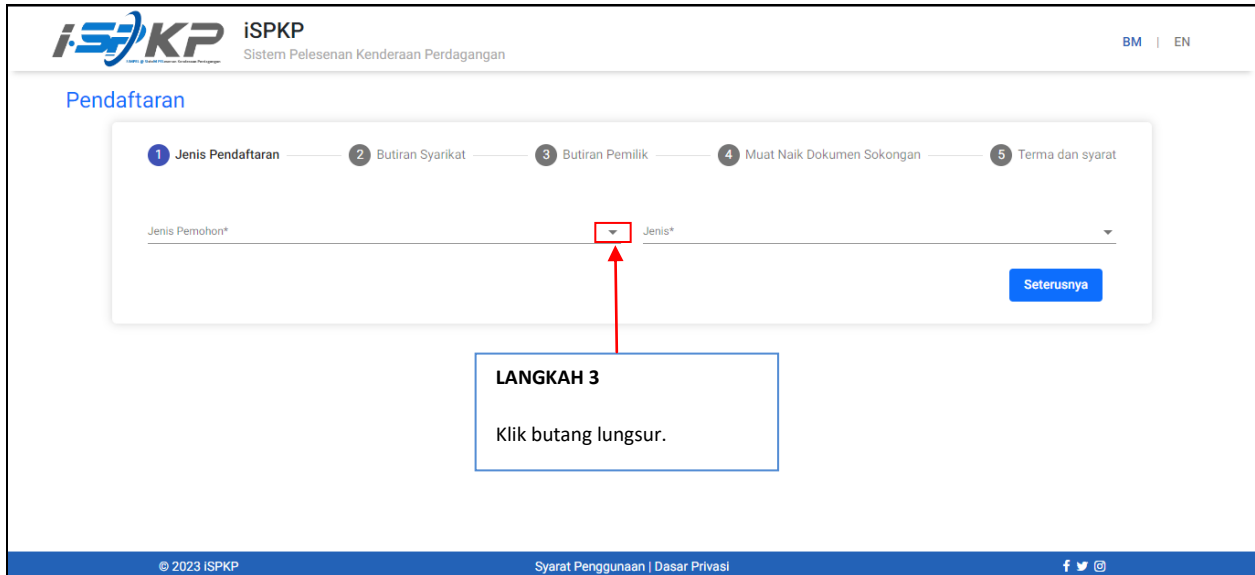 i-SPKP
iSPKP
Sistem Pelesenan Kenderaan Perdagangan
BM | EN
Pendaftaran
1 Jenis Pendaftaran 2 Butiran Syarikat 3 Butiran Pemilik 4 Muat Naik Dokumen Sokongan 5 Terma dan syarat
Jenis Pemohon* Jenis*
Seterusnya
LANGKAH 3
Klik butang lungsur.
© 2023 iSPKP Syarat Penggunaan | Dasar Privasi